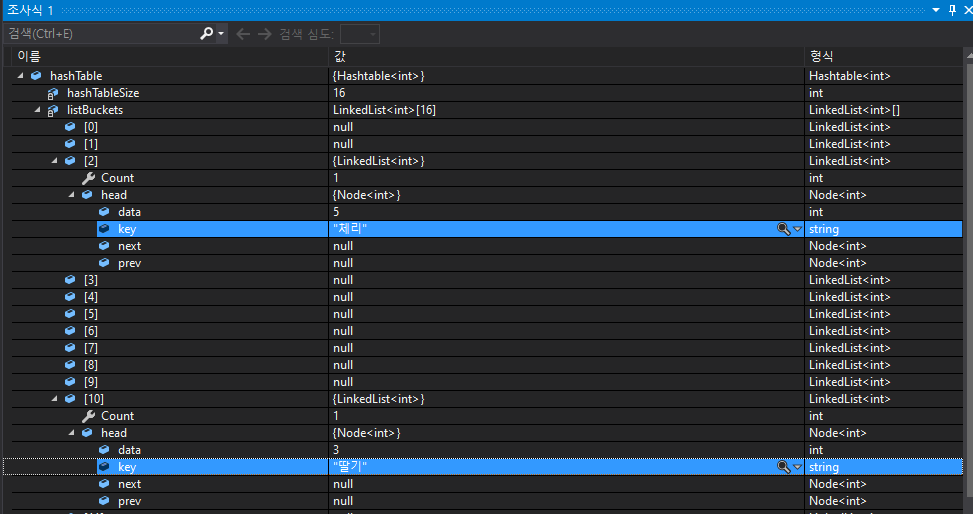 조사식 1
검색(Ctrl+E) 검색 심도:
이름 값 형식
hashTable {Hashtable<int>} Hashtable<int>
hashTableSize 16 int
listBuckets LinkedList<int>[16] LinkedList<int>[]
[0] null LinkedList<int>
[1] null LinkedList<int>
[2] {LinkedList<int>} LinkedList<int>
Count 1 int
head {Node<int>} Node<int>
data 5 int
key "체리" string
next null Node<int>
prev null Node<int>
[3] null LinkedList<int>
[4] null LinkedList<int>
[5] null LinkedList<int>
[6] null LinkedList<int>
[7] null LinkedList<int>
[8] null LinkedList<int>
[9] null LinkedList<int>
[10] {LinkedList<int>} LinkedList<int>
Count 1 int
head {Node<int>} Node<int>
data 3 int
key "딸기" string
next null Node<int>
prev null Node<int>